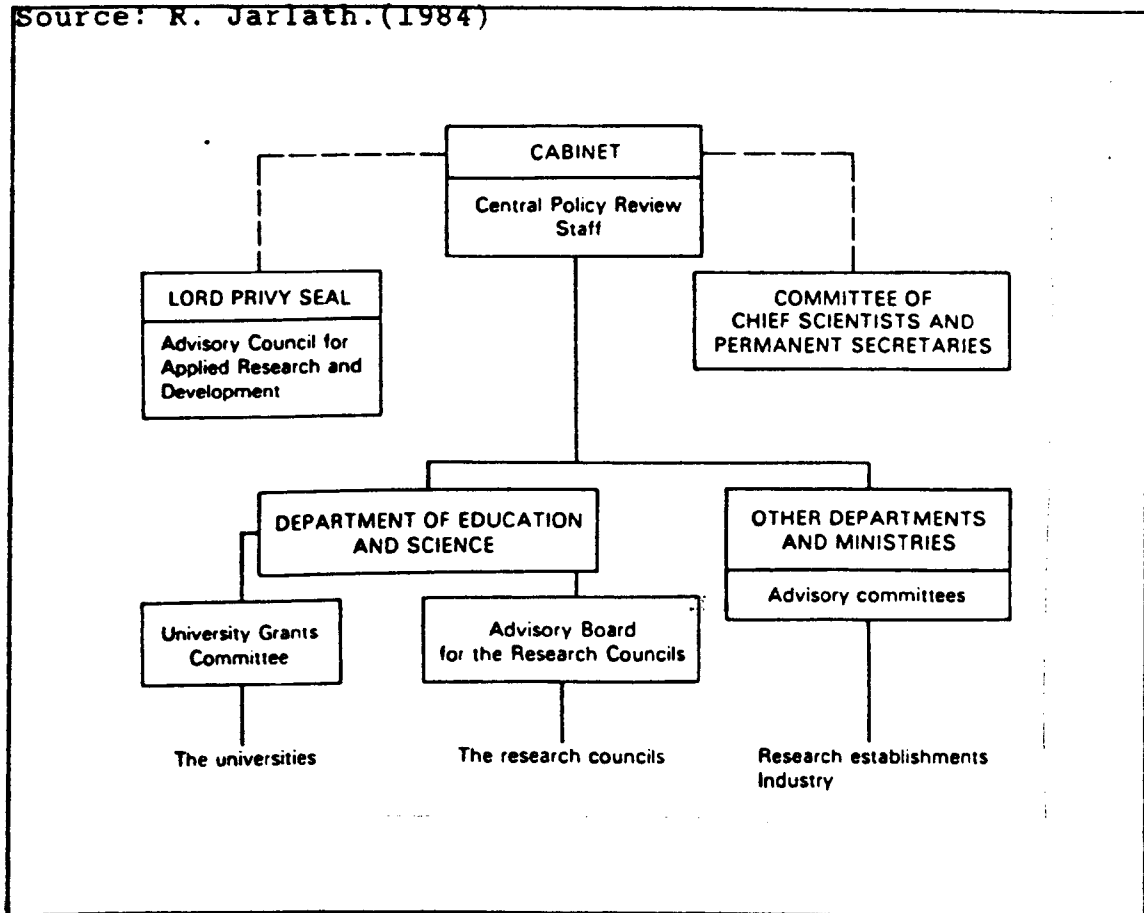 Source: R. Jarlath.(1984)
CABINET
Central Policy Review
Staff
LORD PRIVY SEAL
Advisory Council for
Applied Research and
Development
COMMITTEE OF
CHIEF SCIENTISTS AND
PERMANENT SECRETARIES
DEPARTMENT OF EDUCATION
AND SCIENCE
OTHER DEPARTMENTS
AND MINISTRIES
Advisory committees
University Grants
Committee
Advisory Board
for the Research Councils
The universities
The research councils
Research establishments
Industry